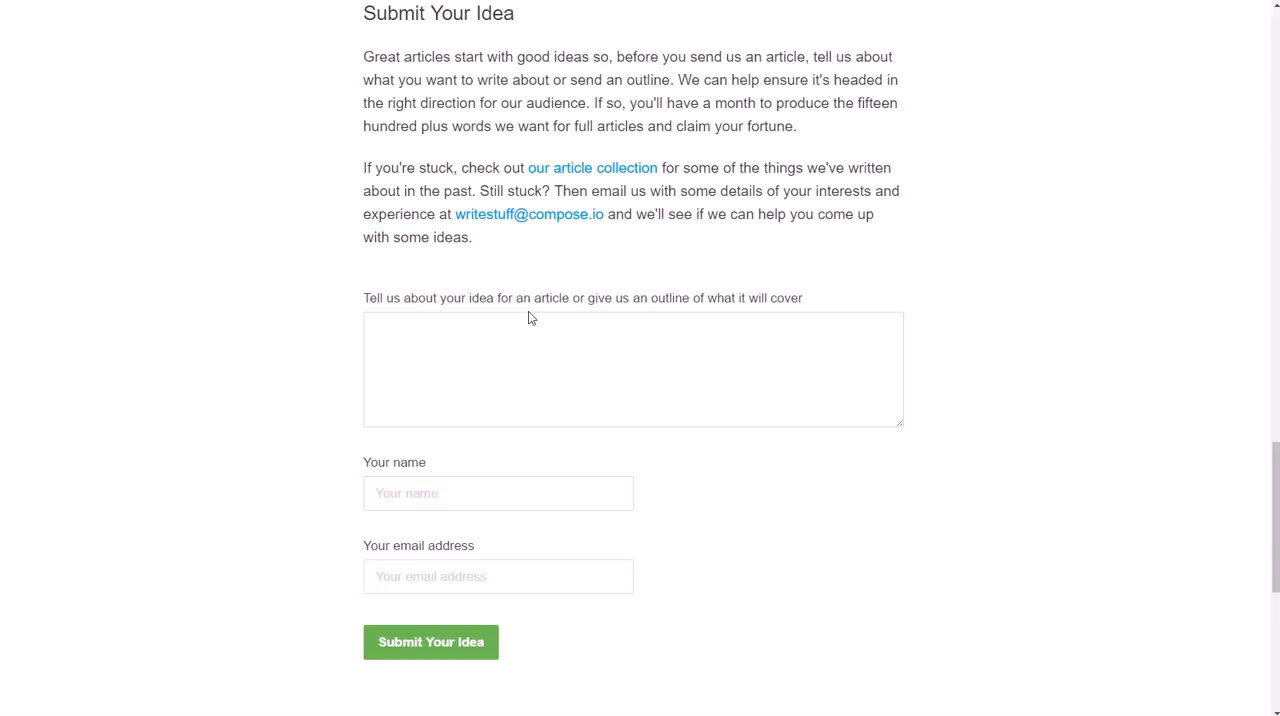 Submit Your Idea
Great articles start with good ideas so, before you send us an article, tell us about
what you want to write about or send an outline. We can help ensure it's headed in
the right direction for our audience. If so, you'll have a month to produce the fifteen
hundred plus words we want for full articles and claim your fortune.
If you're stuck, check out our article collection for some of the things we've written
about in the past. Still stuck? Then email us with some details of your interests and
experience at writestuff@compose.io and we'll see if we can help you come up
with some ideas.
Tell us about your idea for an article or give us an outline of what it will cover
Your name
Your name
Your email address
Your email address
Submit Your Idea